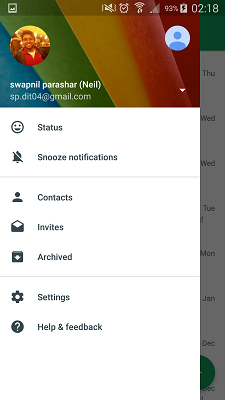 93% 02:18
swapnil parashar (Neil)
sp.dit04@gmail.com
Thu
Status
Wed
Snooze notifications
Wed
Contacts
Tue
Invites
Archived
Mon
Settings
Jan
Help & feedback
Dec
Dec